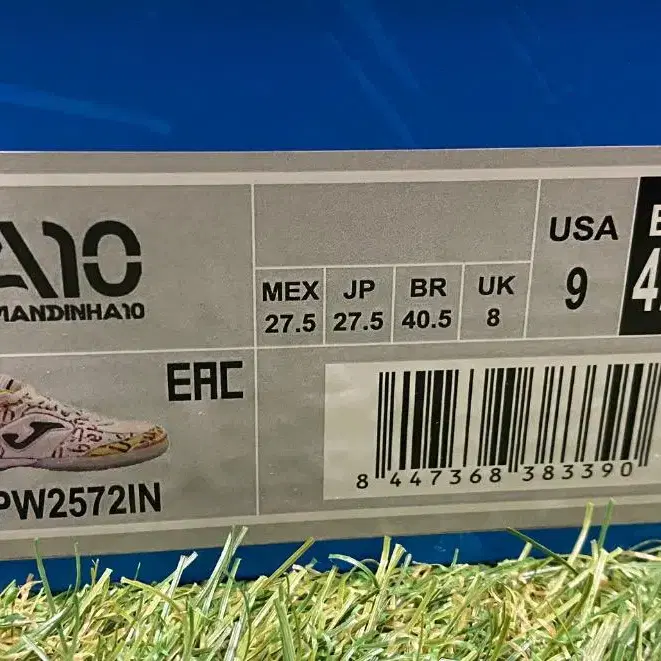 A10
MANDINHA10
MEX
27.5
JP
27.5
BR
40.5
UK
8
USA
9
EAC
PW2572IN
8 447368 383390